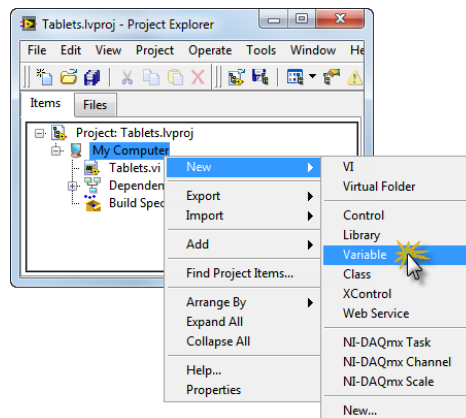 Tablets.lvproj - Project Explorer
File Edit View Project Operate Tools Window He
Items Files
Project: Tablets.lvproj
My Computer
Tablets.vi
Dependen
Build Spec
New
Export
Import
Add
Find Project Items...
Arrange By
Expand All
Collapse All
Help...
Properties
VI
Virtual Folder
Control
Library
Variable
Class
XControl
Web Service
NI-DAQmx Task
NI-DAQmx Channel
NI-DAQmx Scale
New...